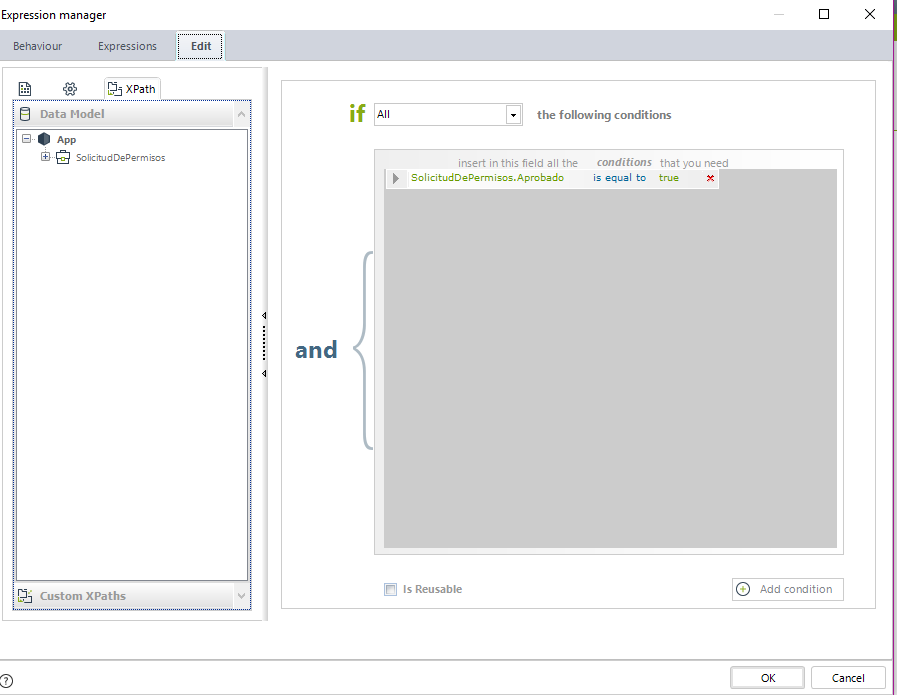 Expression manager
Behaviour Expressions Edit
XPath
Data Model
App
SolicitudDePermisos
Custom XPaths
if All the following conditions
insert in this field all the conditions that you need
SolicitudDePermisos.Aprobado is equal to true
and
Is Reusable
Add condition
?
OK Cancel